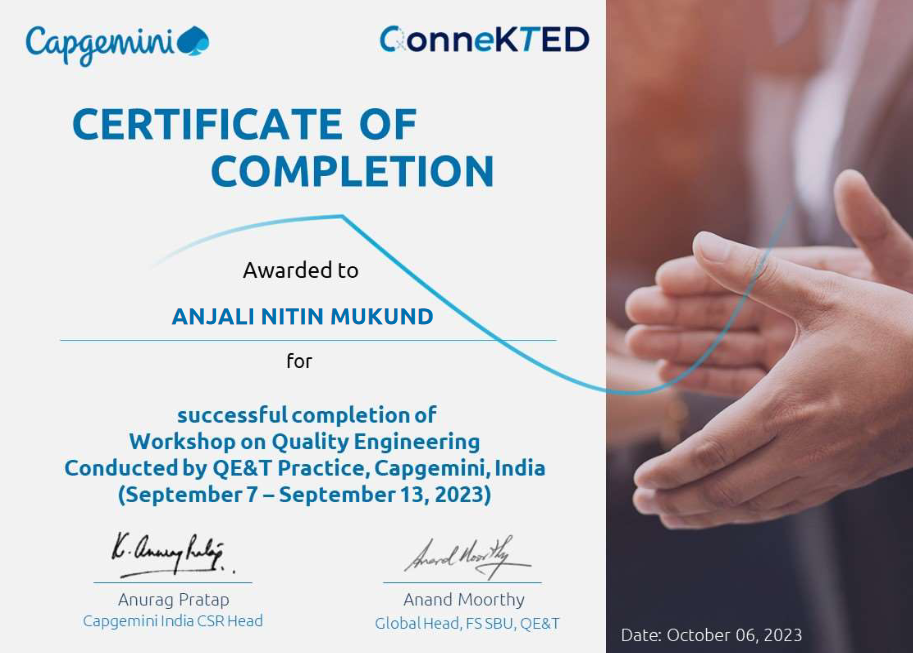 Capgemini
ConneKTED
CERTIFICATE OF
COMPLETION
Awarded to
ANJALI NITIN MUKUND
for
successful completion of
Workshop on Quality Engineering
Conducted by QE&T Practice, Capgemini, India
(September 7 – September 13, 2023)
K. Anurag Pratap
Anand Moorthy
Anurag Pratap
Anand Moorthy
Capgemini India CSR Head
Global Head, FS SBU, QE&T
Date: October 06, 2023